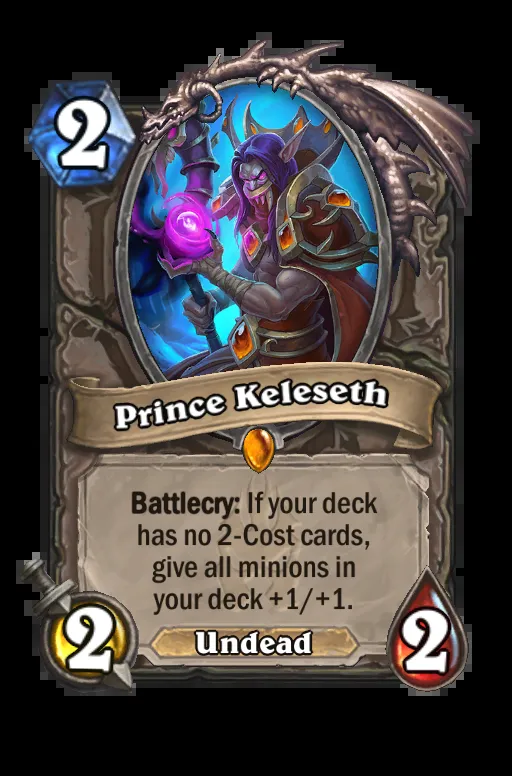 2
Prince Keleseth
Battlecry: If your deck
has no 2-Cost cards,
give all minions in
your deck +1/+1.
2
Undead
2